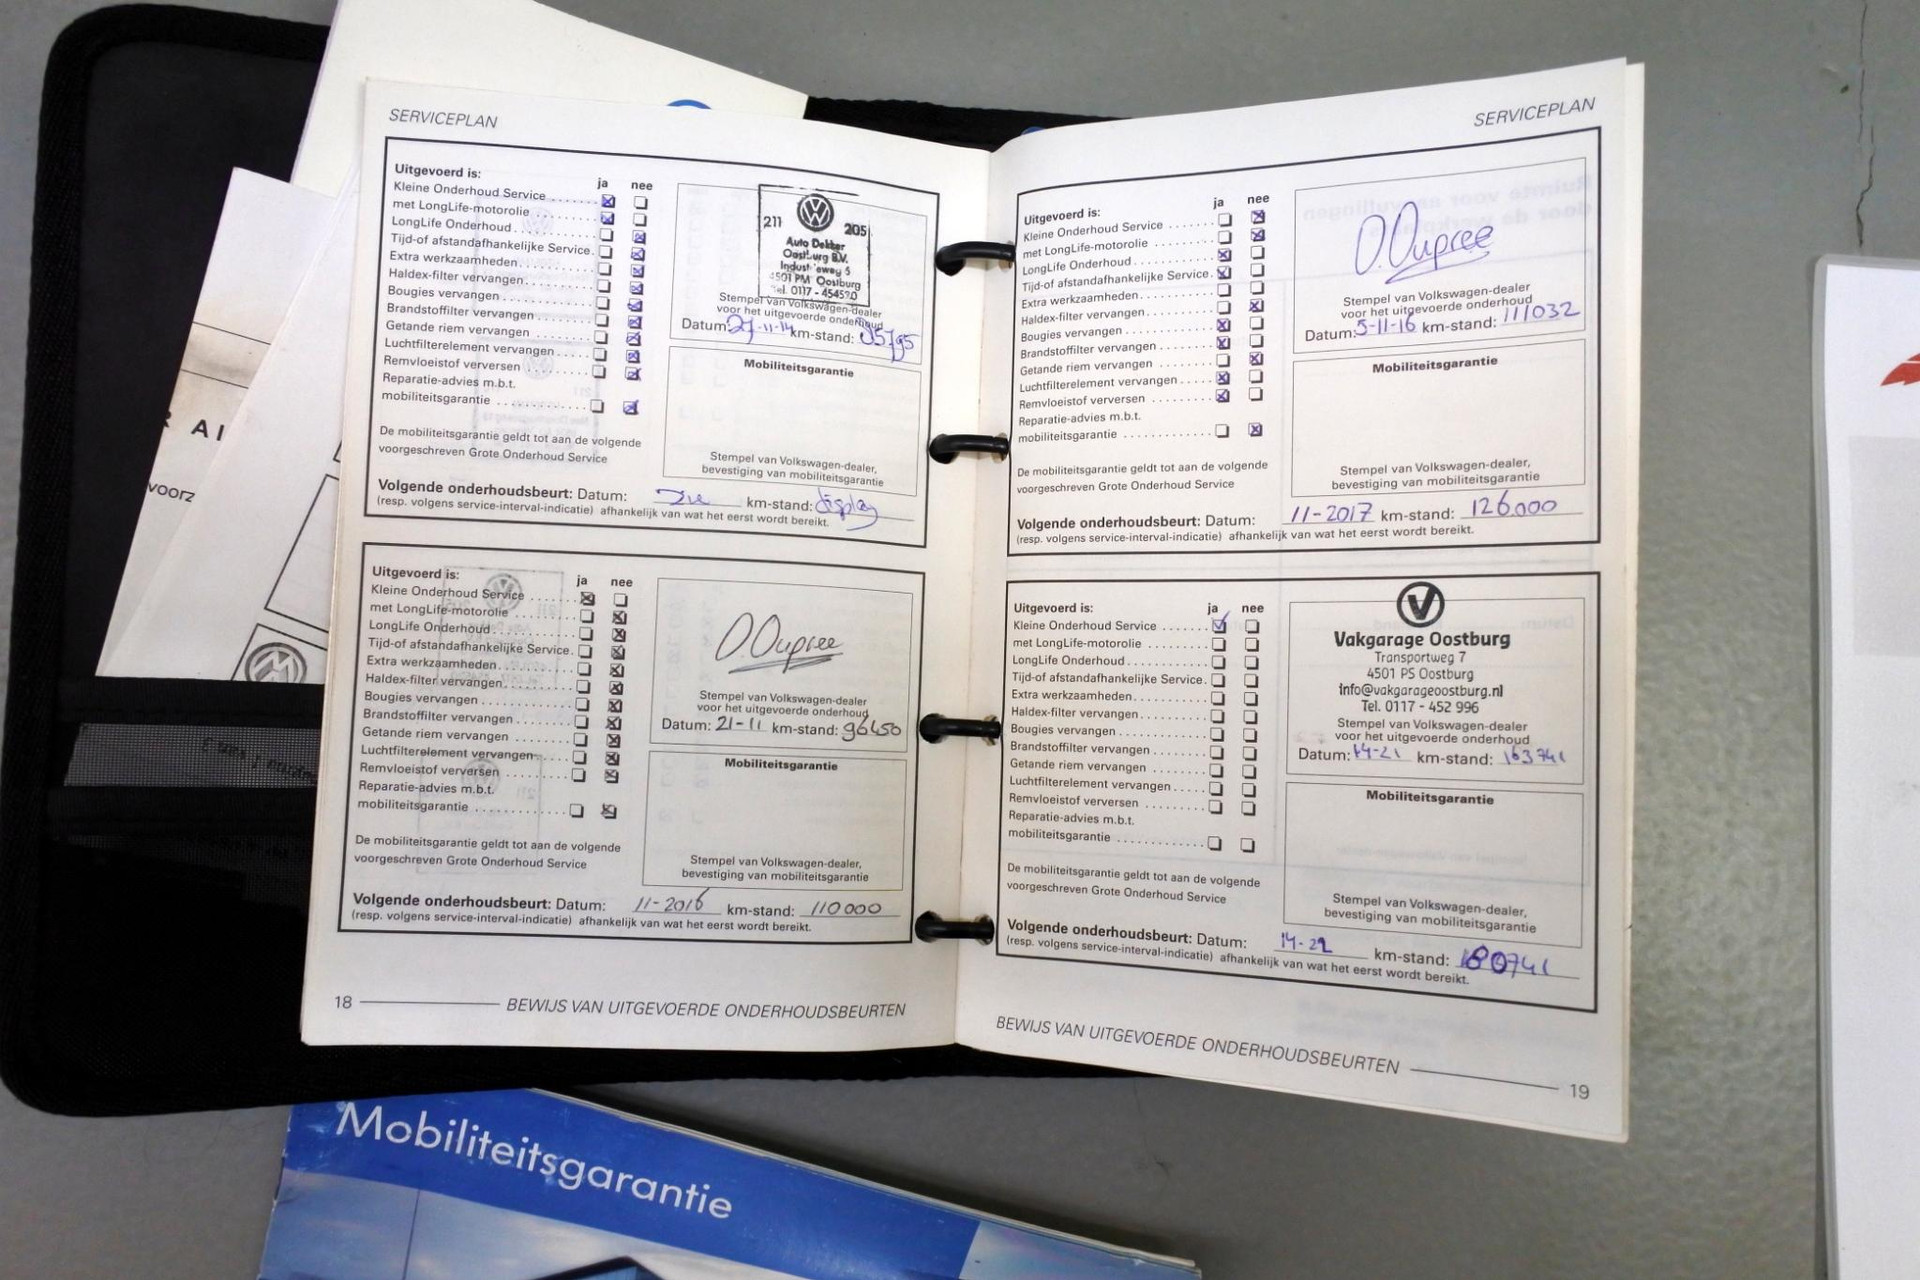 SERVICEPLAN
Uitgevoerd is: ja nee
Kleine Onderhoud Service
met LongLife-motorolie
LongLife Onderhoud
Tijd-of afstandafhankelijke Service
Extra werkzaamheden
Haldex-filter vervangen
Bougies vervangen
Brandstoffilter vervangen
Getande riem vervangen
Luchtfilterelement vervangen
Remvloeistof verversen
Reparatie-advies m.b.t.
mobiliteitsgarantie
De mobiliteitsgarantie geldt tot aan de volgende
voorgeschreven Grote Onderhoud Service
211 205
Auto Dekker
Oostburg B.V.
4501 PM Oostburg
Tel. 0117 - 454520
Stempel van Volkswagen-dealer
voor het uitgevoerde onderhoud
Datum: 27-11-14 km-stand: 95795
Mobiliteitsgarantie
Stempel van Volkswagen-dealer,
bevestiging van mobiliteitsgarantie
Volgende onderhoudsbeurt: Datum: Zie km-stand: display
(resp. volgens service-interval-indicatie) afhankelijk van wat het eerst wordt bereikt.
Uitgevoerd is: ja nee
Kleine Onderhoud Service
met LongLife-motorolie
LongLife Onderhoud
Tijd-of afstandafhankelijke Service
Extra werkzaamheden
Haldex-filter vervangen
Bougies vervangen
Brandstoffilter vervangen
Getande riem vervangen
Luchtfilterelement vervangen
Remvloeistof verversen
Reparatie-advies m.b.t.
mobiliteitsgarantie
De mobiliteitsgarantie geldt tot aan de volgende
voorgeschreven Grote Onderhoud Service
D. Dupree
Stempel van Volkswagen-dealer
voor het uitgevoerde onderhoud
Datum: 21-11 km-stand: 96450
Mobiliteitsgarantie
Stempel van Volkswagen-dealer,
bevestiging van mobiliteitsgarantie
Volgende onderhoudsbeurt: Datum: 11-2016 km-stand: 110000
(resp. volgens service-interval-indicatie) afhankelijk van wat het eerst wordt bereikt.
18 BEWIJS VAN UITGEVOERDE ONDERHOUDSBEURTEN
SERVICEPLAN
Uitgevoerd is: ja nee
Kleine Onderhoud Service
met LongLife-motorolie
LongLife Onderhoud
Tijd-of afstandafhankelijke Service
Extra werkzaamheden
Haldex-filter vervangen
Bougies vervangen
Brandstoffilter vervangen
Getande riem vervangen
Luchtfilterelement vervangen
Remvloeistof verversen
Reparatie-advies m.b.t.
mobiliteitsgarantie
De mobiliteitsgarantie geldt tot aan de volgende
voorgeschreven Grote Onderhoud Service
D. Dupree
Stempel van Volkswagen-dealer
voor het uitgevoerde onderhoud
Datum: 5-11-16 km-stand: 111032
Mobiliteitsgarantie
Stempel van Volkswagen-dealer,
bevestiging van mobiliteitsgarantie
Volgende onderhoudsbeurt: Datum: 11-2017 km-stand: 126.000
(resp. volgens service-interval-indicatie) afhankelijk van wat het eerst wordt bereikt.
Uitgevoerd is: ja nee
Kleine Onderhoud Service
met LongLife-motorolie
LongLife Onderhoud
Tijd-of afstandafhankelijke Service
Extra werkzaamheden
Haldex-filter vervangen
Bougies vervangen
Brandstoffilter vervangen
Getande riem vervangen
Luchtfilterelement vervangen
Remvloeistof verversen
Reparatie-advies m.b.t.
mobiliteitsgarantie
De mobiliteitsgarantie geldt tot aan de volgende
voorgeschreven Grote Onderhoud Service
Vakgarage Oostburg
Transportweg 7
4501 PS Oostburg
info@vakgarageoostburg.nl
Tel. 0117 - 452 996
Stempel van Volkswagen-dealer
voor het uitgevoerde onderhoud
Datum: 14-21 km-stand: 163741
Mobiliteitsgarantie
Stempel van Volkswagen-dealer,
bevestiging van mobiliteitsgarantie
Volgende onderhoudsbeurt: Datum: 14-22 km-stand: 180741
(resp. volgens service-interval-indicatie) afhankelijk van wat het eerst wordt bereikt.
BEWIJS VAN UITGEVOERDE ONDERHOUDSBEURTEN 19
Mobiliteitsgarantie